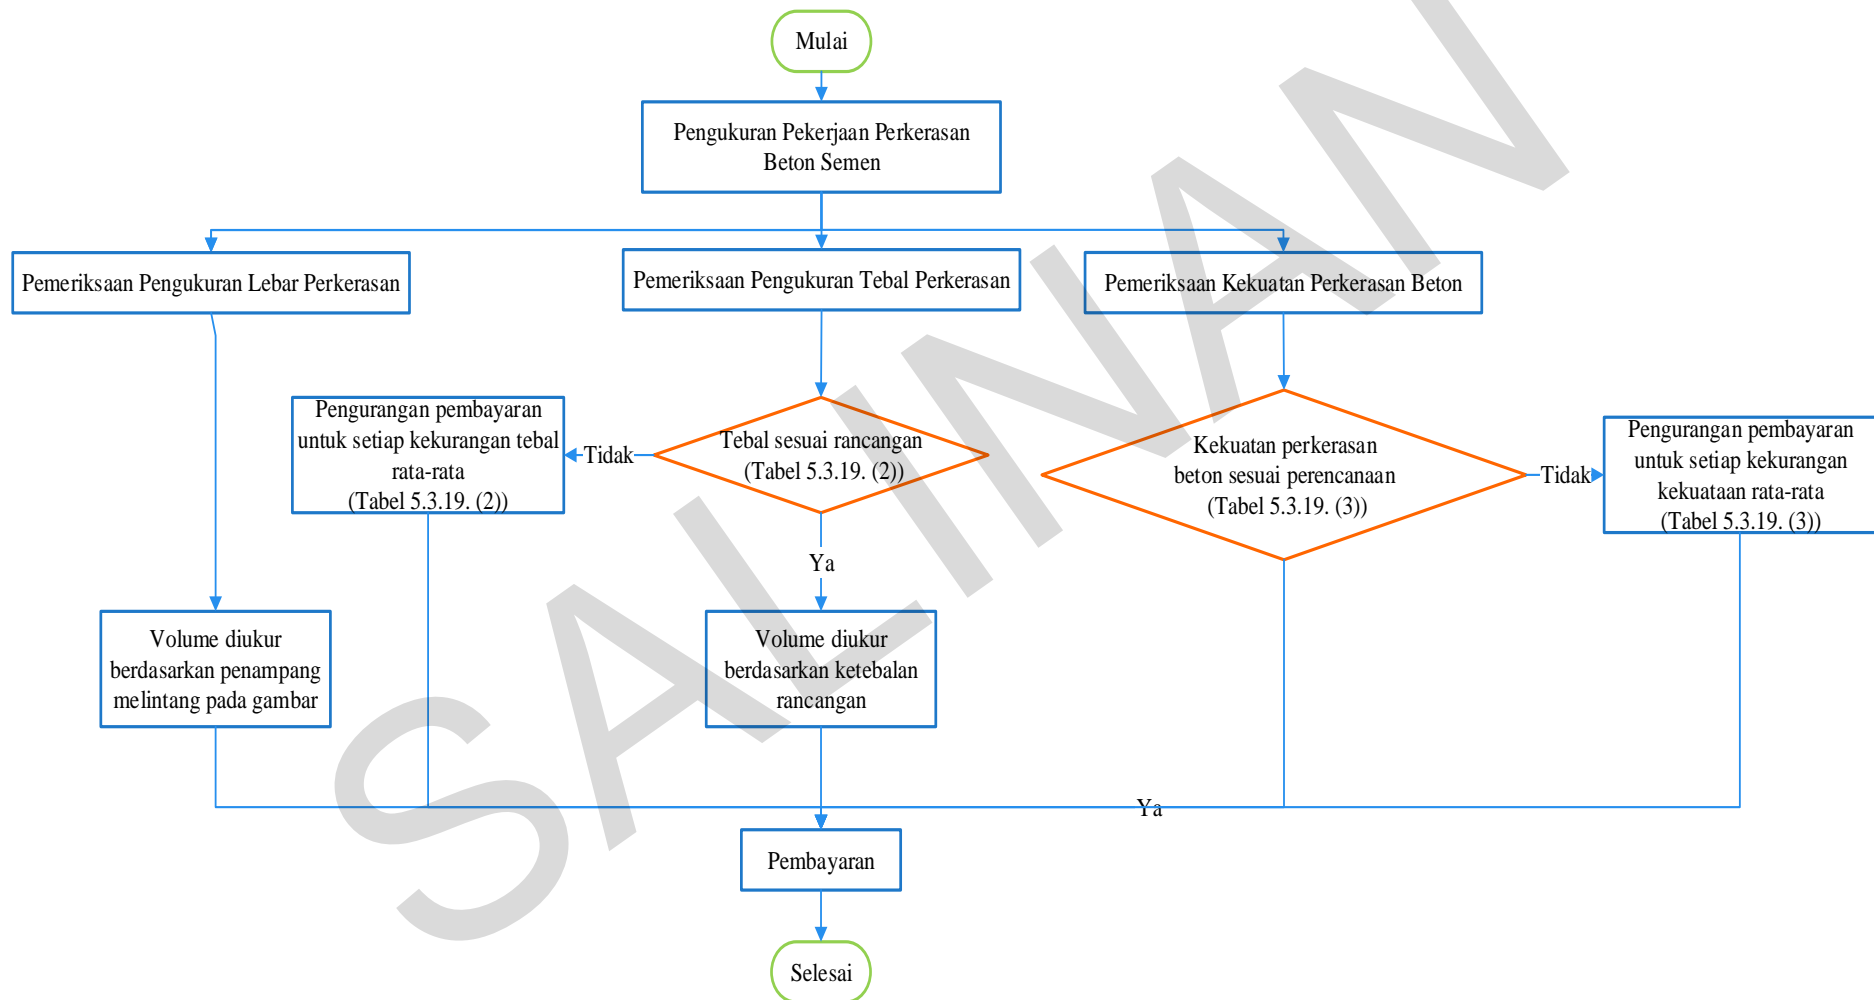 Mulai
Pengukuran Pekerjaan Perkerasan
Beton Semen
Pemeriksaan Pengukuran Lebar Perkerasan
Pemeriksaan Pengukuran Tebal Perkerasan
Pemeriksaan Kekuatan Perkerasan Beton
Pengurangan pembayaran
untuk setiap kekurangan tebal
rata-rata
(Tabel 5.3.19. (2))
Tidak
Tebal sesuai rancangan
(Tabel 5.3.19. (2))
Kekuatan perkerasan
beton sesuai perencanaan
(Tabel 5.3.19. (3))
Tidak
Pengurangan pembayaran
untuk setiap kekurangan
kekuataan rata-rata
(Tabel 5.3.19. (3))
Ya
Volume diukur
berdasarkan penampang
melintang pada gambar
Volume diukur
berdasarkan ketebalan
rancangan
Ya
Pembayaran
Selesai
SALINAN